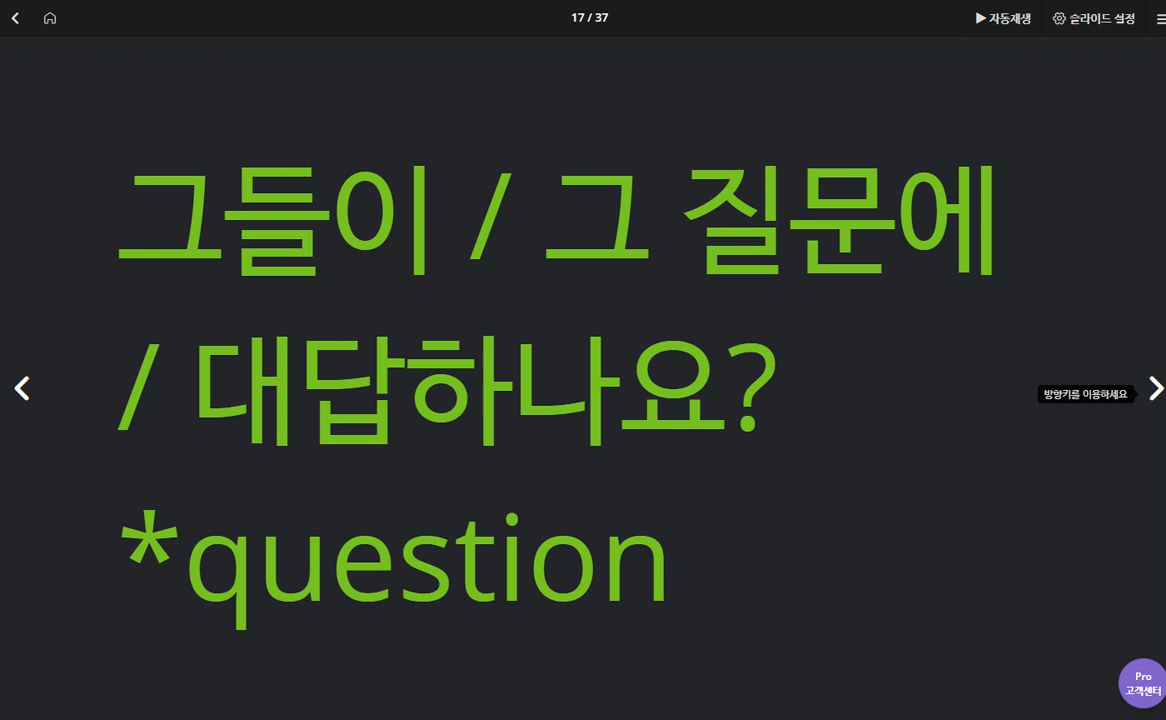 17 / 37
자동재생
슬라이드 설정
그들이 / 그 질문에
/ 대답하나요?
방향키를 이용하세요
*question
Pro
고객센터